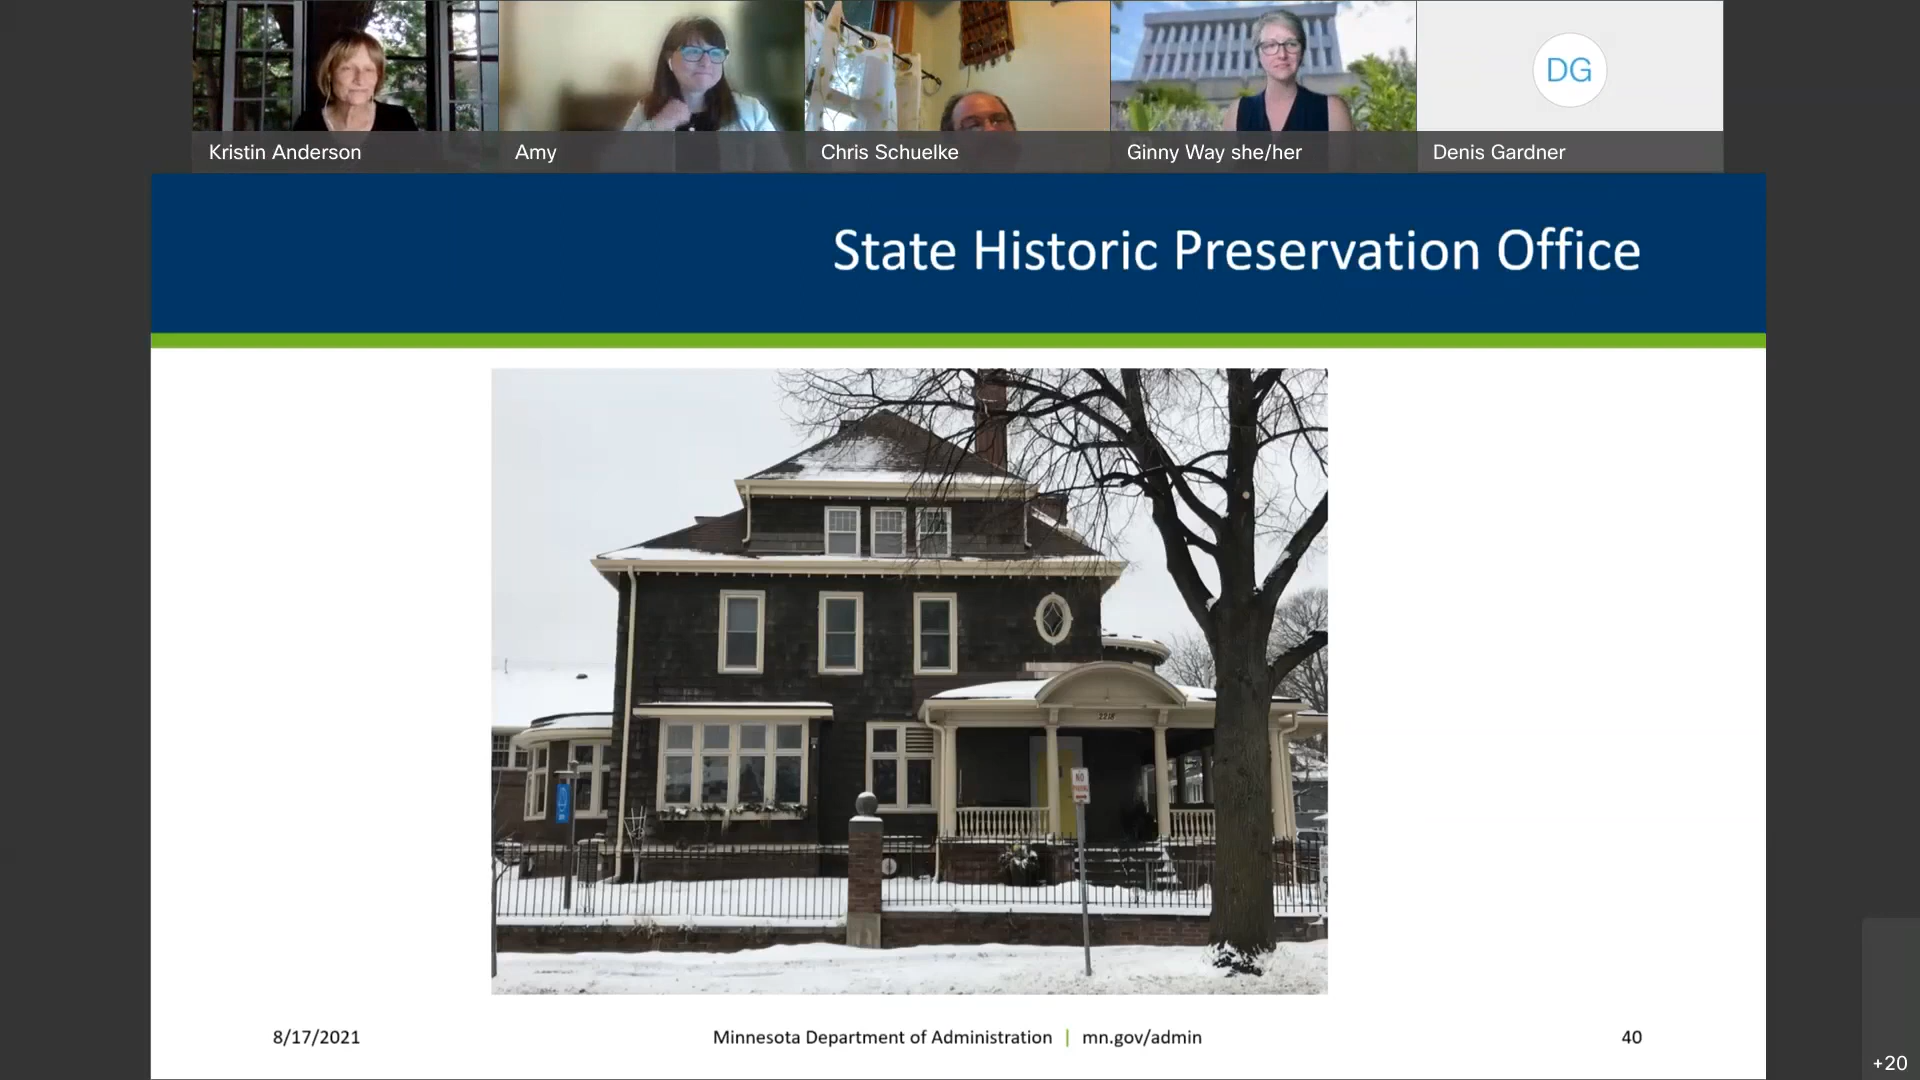 DG
Kristin Anderson
Amy
Chris Schuelke
Ginny Way she/her
Denis Gardner
State Historic Preservation Office
2218
NO
8/17/2021
Minnesota Department of Administration | mn.gov/admin
40
+20